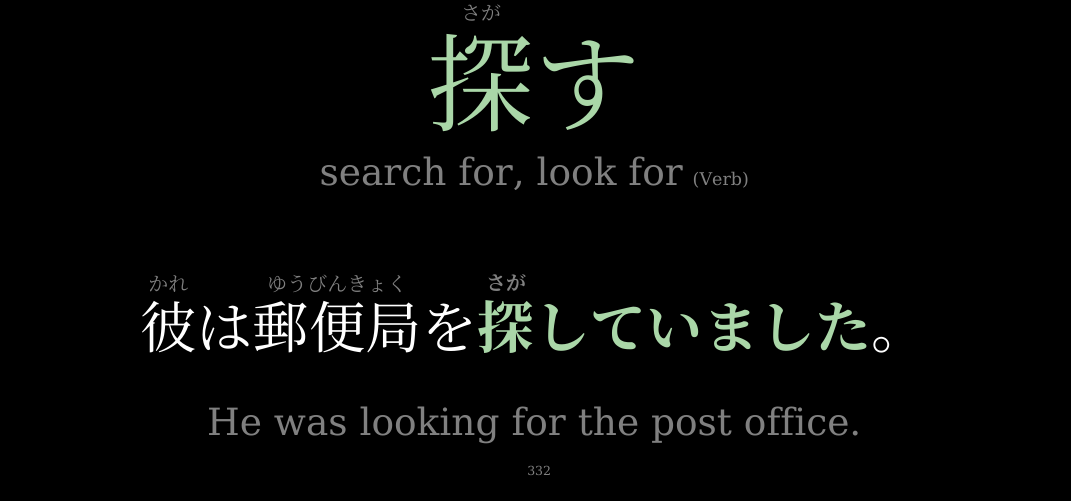 さが
探す
search for, look for (Verb)
かれ ゆうびんきょく さが
彼は郵便局を探していました。
He was looking for the post office.
332